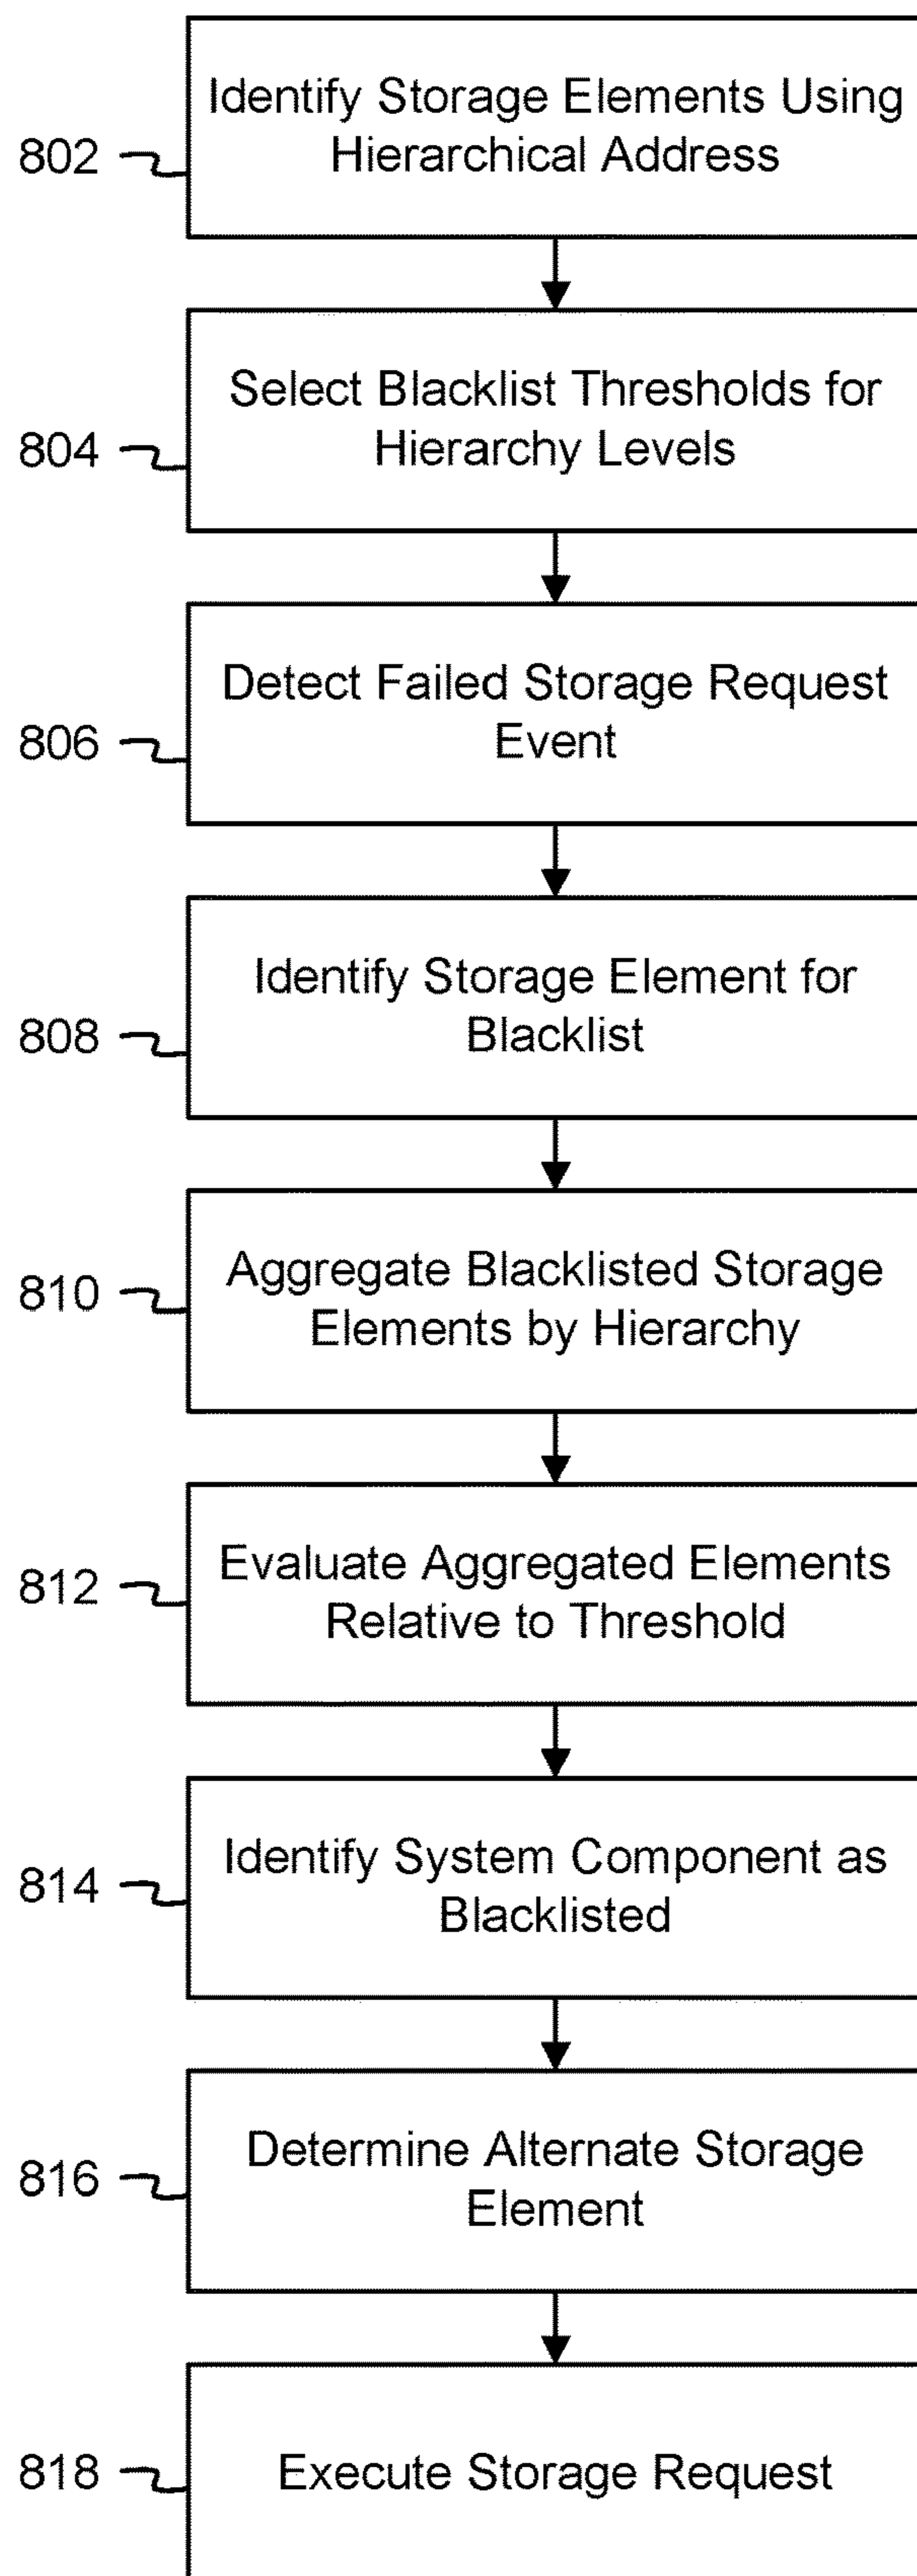 Identify Storage Elements Using
Hierarchical Address
802
Select Blacklist Thresholds for
Hierarchy Levels
804
Detect Failed Storage Request
Event
806
Identify Storage Element for
Blacklist
808
Aggregate Blacklisted Storage
Elements by Hierarchy
810
Evaluate Aggregated Elements
Relative to Threshold
812
Identify System Component as
Blacklisted
814
Determine Alternate Storage
Element
816
Execute Storage Request
818